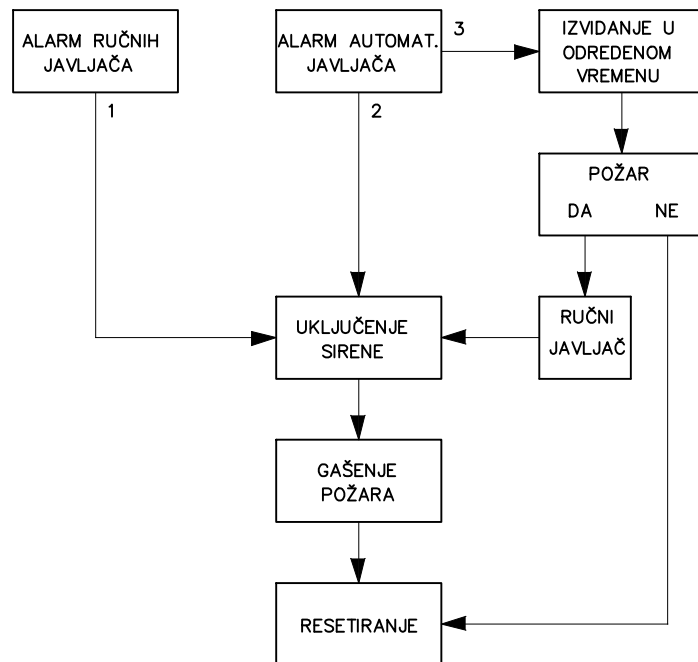 ALARM RUČNIH
JAVLJAČA
1
ALARM AUTOMAT.
JAVLJAČA
2
3
IZVIDANJE U
ODREDENOM
VREMENU
POŽAR
DA NE
RUČNI
JAVLJAČ
UKLJUČENJE
SIRENE
GAŠENJE
POŽARA
RESETIRANJE